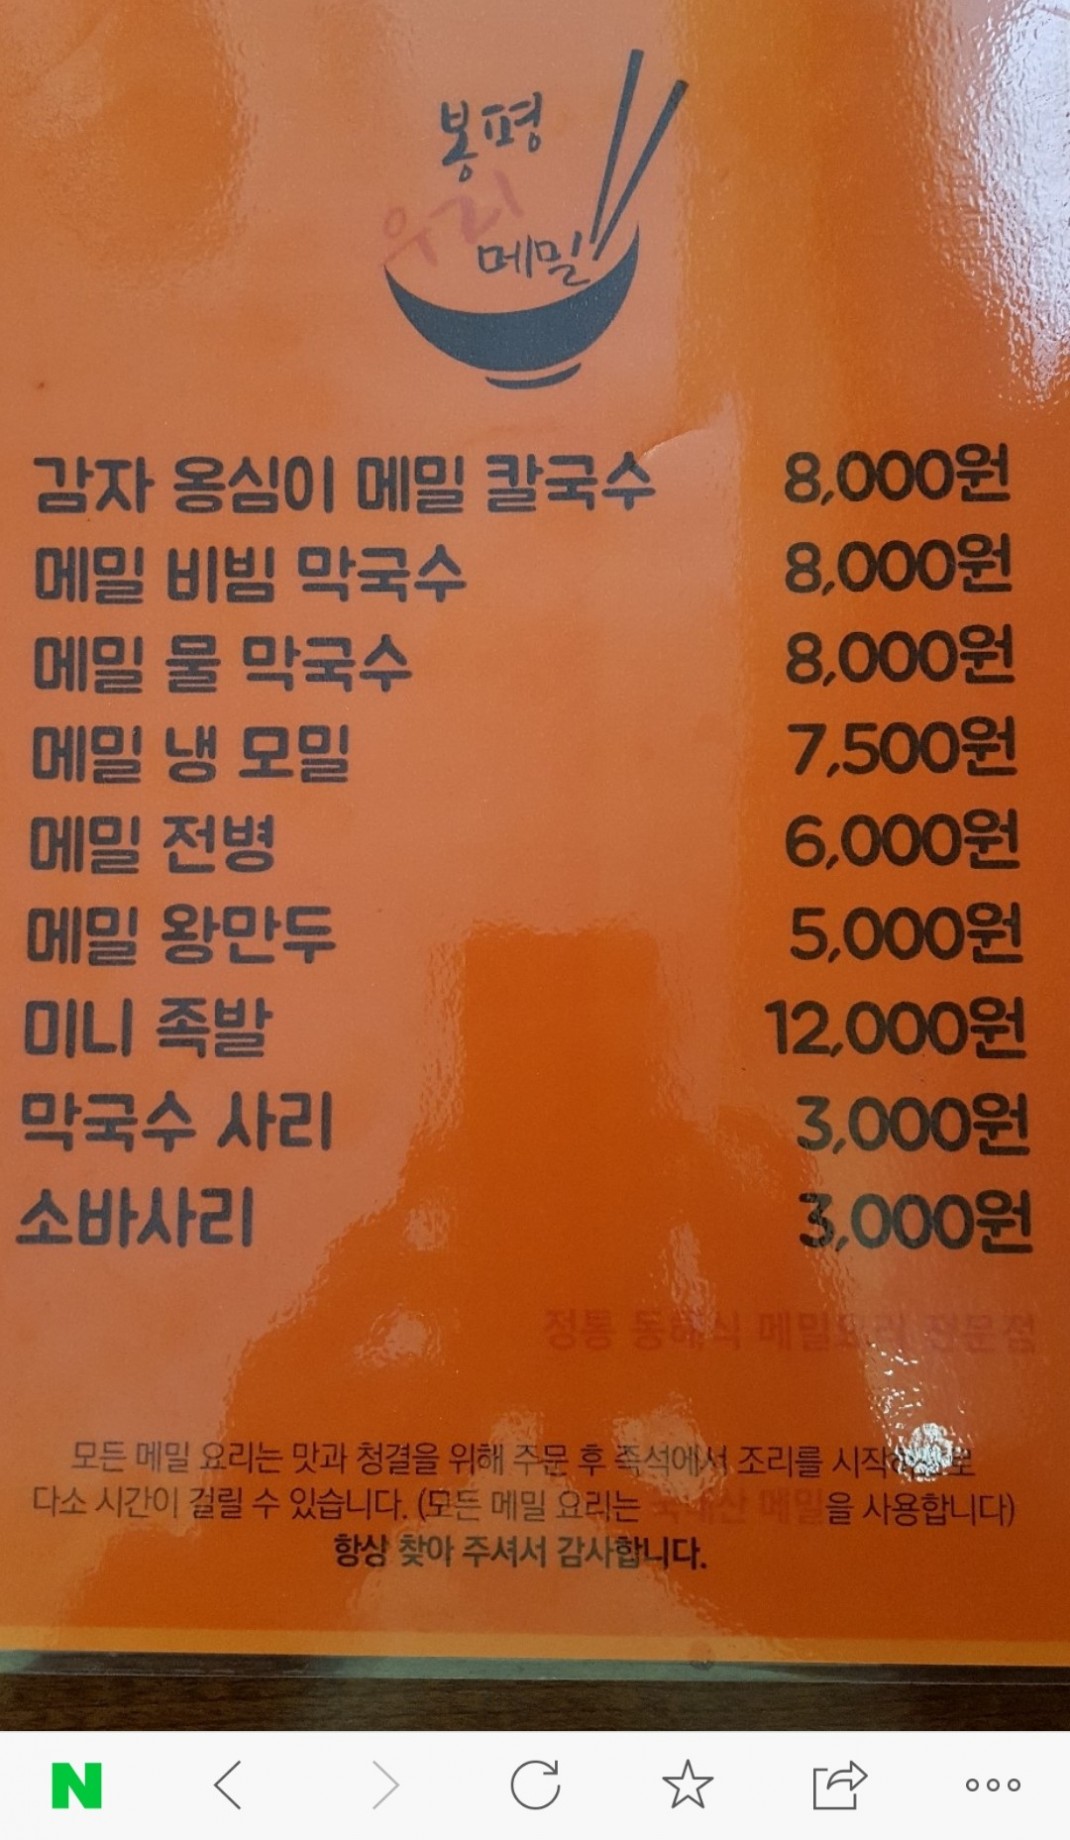 봉평
우리
메밀
감자 옹심이 메밀 칼국수 8,000원
메밀 비빔 막국수 8,000원
메밀 물 막국수 8,000원
메밀 냉 모밀 7,500원
메밀 전병 6,000원
메밀 왕만두 5,000원
미니 족발 12,000원
막국수 사리 3,000원
소바사리 3,000원
정통 동해식 메밀요리 전문점
모든 메밀 요리는 맛과 청결을 위해 주문 후 즉석에서 조리를 시작하므로
다소 시간이 걸릴 수 있습니다. (모든 메밀 요리는 국내산 메밀을 사용합니다)
항상 찾아 주셔서 감사합니다.
N